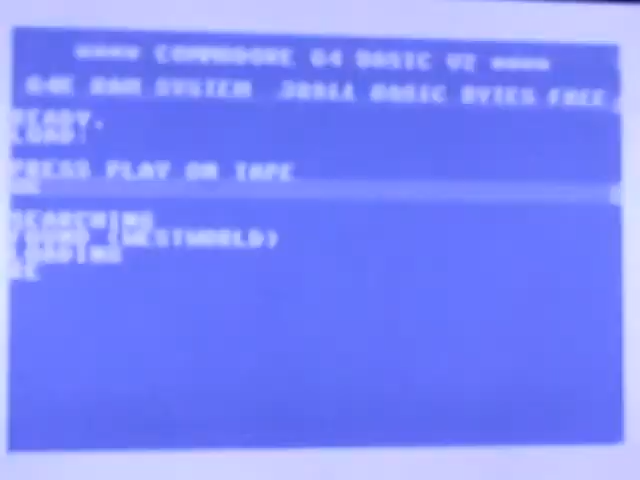 **** COMMODORE 64 BASIC V2 ****
64K RAM SYSTEM 38911 BASIC BYTES FREE
READY.
LOAD
PRESS PLAY ON TAPE
OK
SEARCHING
FOUND (WESTWORLD)
LOADING